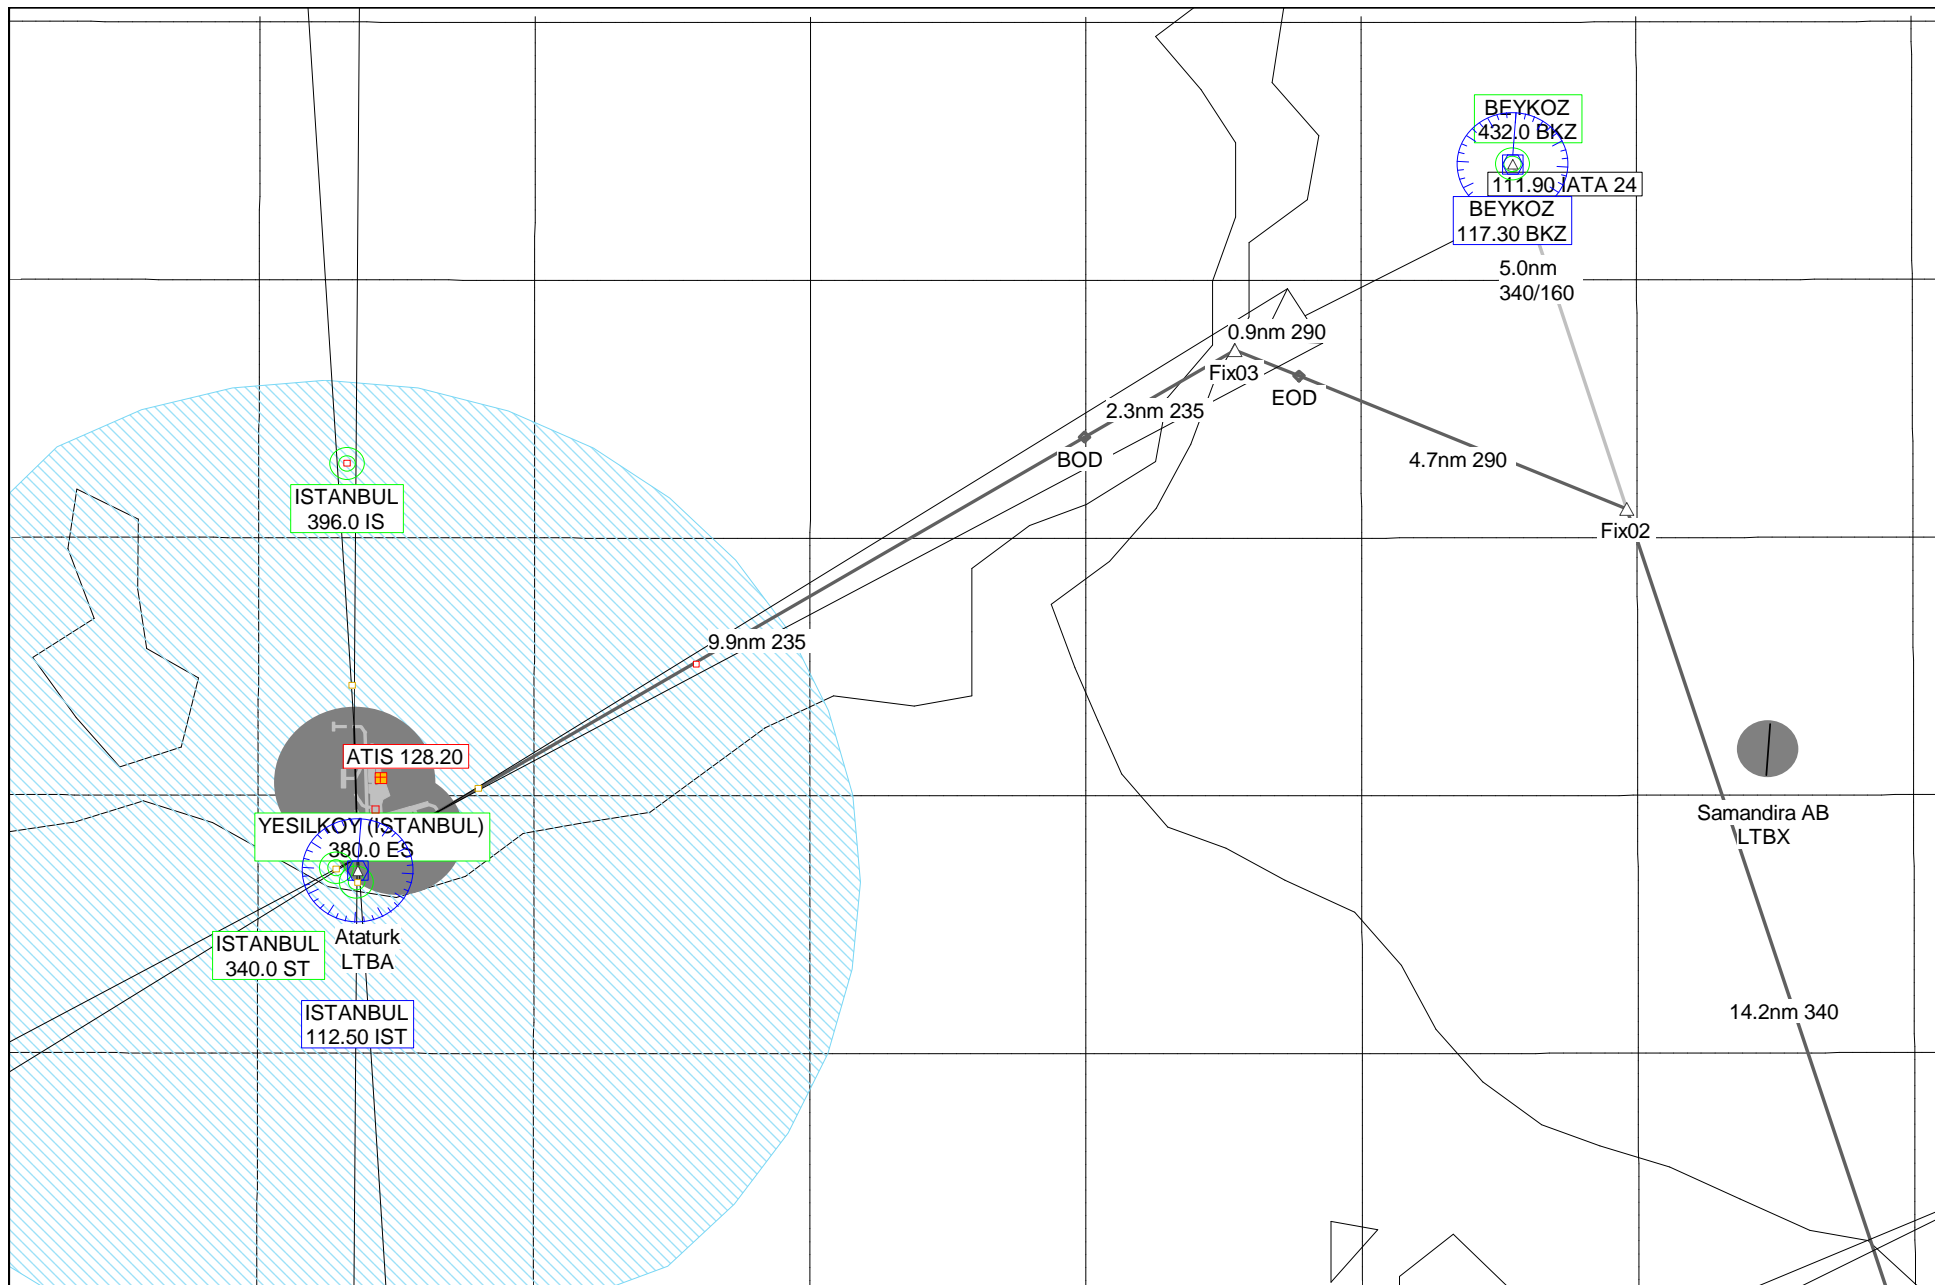 BEYKOZ
432.0 BKZ
111.90 IATA 24
BEYKOZ
117.30 BKZ
5.0nm
340/160
0.9nm 290
Fix03
EOD
2.3nm 235
BOD
4.7nm 290
ISTANBUL
396.0 IS
Fix02
9.9nm 235
ATIS 128.20
YESILKOY (ISTANBUL)
380.0 ES
Samandira AB
LTBX
Ataturk
LTBA
ISTANBUL
340.0 ST
ISTANBUL
112.50 IST
14.2nm 340